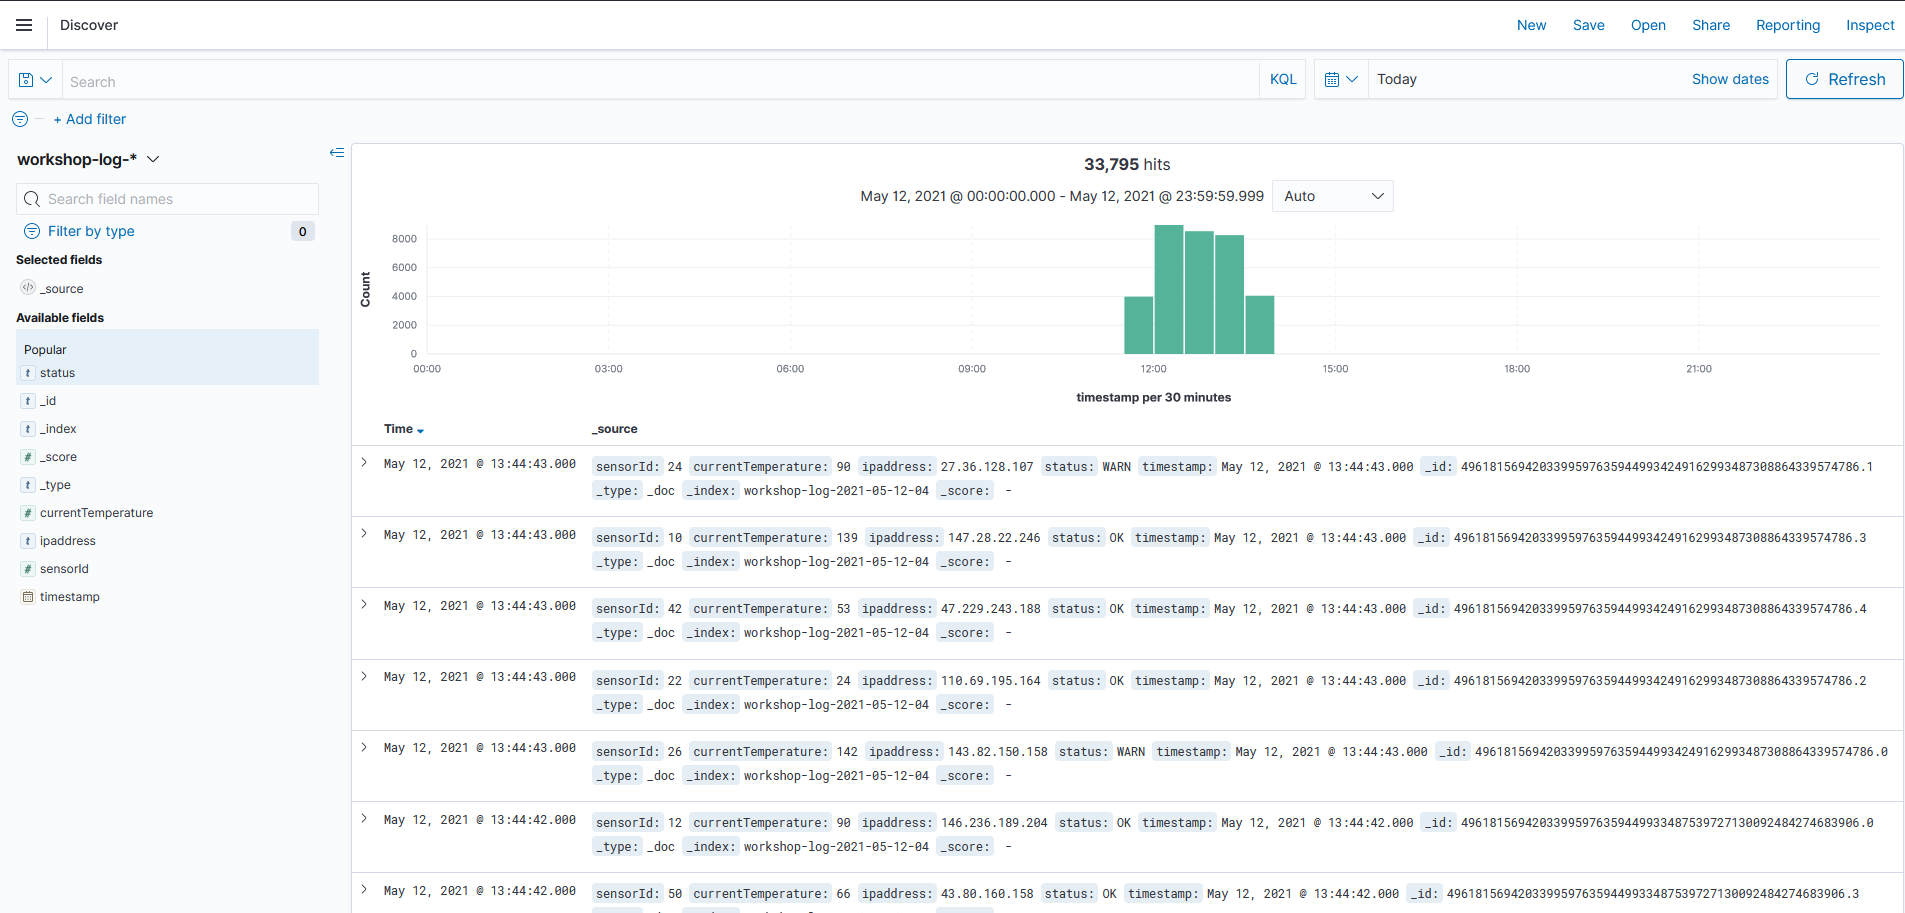 Discover New Save Open Share Reporting Inspect
Search KQL Today Show dates Refresh
+ Add filter
workshop-log-*
Search field names
Filter by type 0
Selected fields
_source
Available fields
Popular
t status
t _id
t _index
# _score
t _type
# currentTemperature
t ipaddress
# sensorId
timestamp
33,795 hits
May 12, 2021 @ 00:00:00.000 - May 12, 2021 @ 23:59:59.999 Auto
Count
8000
6000
4000
2000
0
00:00 03:00 06:00 09:00 12:00 15:00 18:00 21:00
timestamp per 30 minutes
Time _source
May 12, 2021 @ 13:44:43.000 sensorId: 24 currentTemperature: 90 ipaddress: 27.36.128.107 status: WARN timestamp: May 12, 2021 @ 13:44:43.000 _id: 49618156942033995976359449934249162993487308864339574786.1
_type: _doc _index: workshop-log-2021-05-12-04 _score: -
May 12, 2021 @ 13:44:43.000 sensorId: 10 currentTemperature: 139 ipaddress: 147.28.22.246 status: OK timestamp: May 12, 2021 @ 13:44:43.000 _id: 49618156942033995976359449934249162993487308864339574786.3
_type: _doc _index: workshop-log-2021-05-12-04 _score: -
May 12, 2021 @ 13:44:43.000 sensorId: 42 currentTemperature: 53 ipaddress: 47.229.243.188 status: OK timestamp: May 12, 2021 @ 13:44:43.000 _id: 49618156942033995976359449934249162993487308864339574786.4
_type: _doc _index: workshop-log-2021-05-12-04 _score: -
May 12, 2021 @ 13:44:43.000 sensorId: 22 currentTemperature: 24 ipaddress: 110.69.195.164 status: OK timestamp: May 12, 2021 @ 13:44:43.000 _id: 49618156942033995976359449934249162993487308864339574786.2
_type: _doc _index: workshop-log-2021-05-12-04 _score: -
May 12, 2021 @ 13:44:43.000 sensorId: 26 currentTemperature: 142 ipaddress: 143.82.150.158 status: WARN timestamp: May 12, 2021 @ 13:44:43.000 _id: 49618156942033995976359449934249162993487308864339574786.0
_type: _doc _index: workshop-log-2021-05-12-04 _score: -
May 12, 2021 @ 13:44:42.000 sensorId: 12 currentTemperature: 90 ipaddress: 146.236.189.204 status: OK timestamp: May 12, 2021 @ 13:44:42.000 _id: 49618156942033995976359449933487539727130092484274683906.0
_type: _doc _index: workshop-log-2021-05-12-04 _score: -
May 12, 2021 @ 13:44:42.000 sensorId: 50 currentTemperature: 66 ipaddress: 43.80.160.158 status: OK timestamp: May 12, 2021 @ 13:44:42.000 _id: 49618156942033995976359449933487539727130092484274683906.3